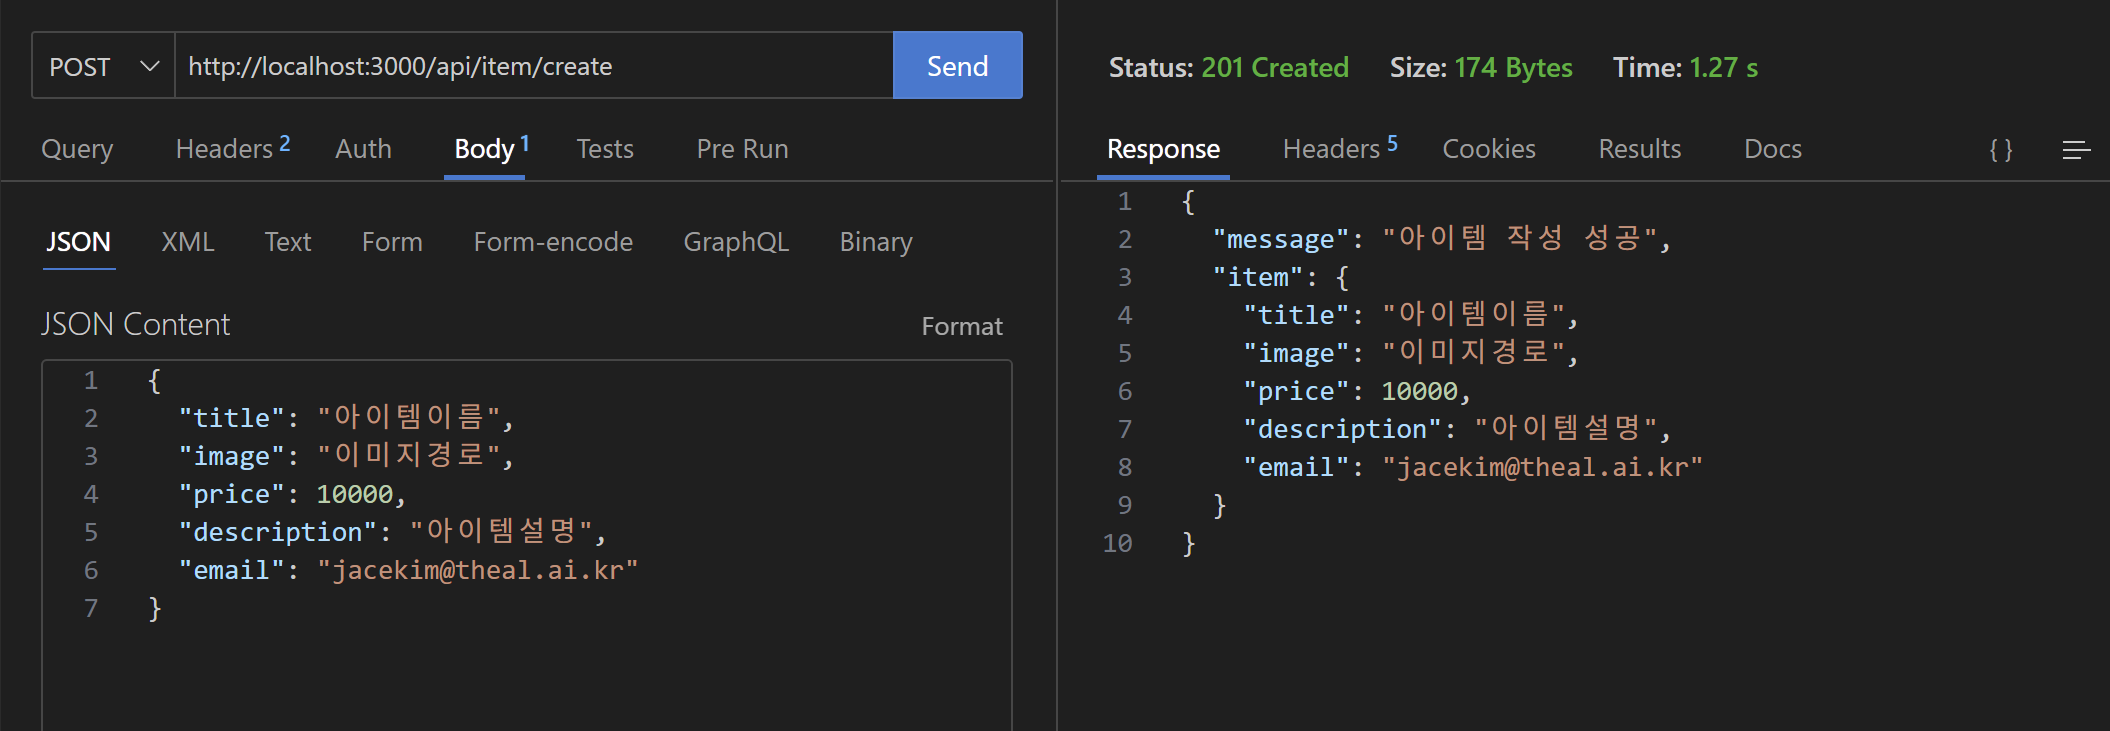 POST http://localhost:3000/api/item/create Send
Query Headers 2 Auth Body 1 Tests Pre Run
JSON XML Text Form Form-encode GraphQL Binary
JSON Content Format
1 {
2 "title": "아이템이름",
3 "image": "이미지경로",
4 "price": 10000,
5 "description": "아이템설명",
6 "email": "jacekim@theal.ai.kr"
7 }
Status: 201 Created Size: 174 Bytes Time: 1.27 s
Response Headers 5 Cookies Results Docs { }
1 {
2 "message": "아이템 작성 성공",
3 "item": {
4 "title": "아이템이름",
5 "image": "이미지경로",
6 "price": 10000,
7 "description": "아이템설명",
8 "email": "jacekim@theal.ai.kr"
9 }
10 }